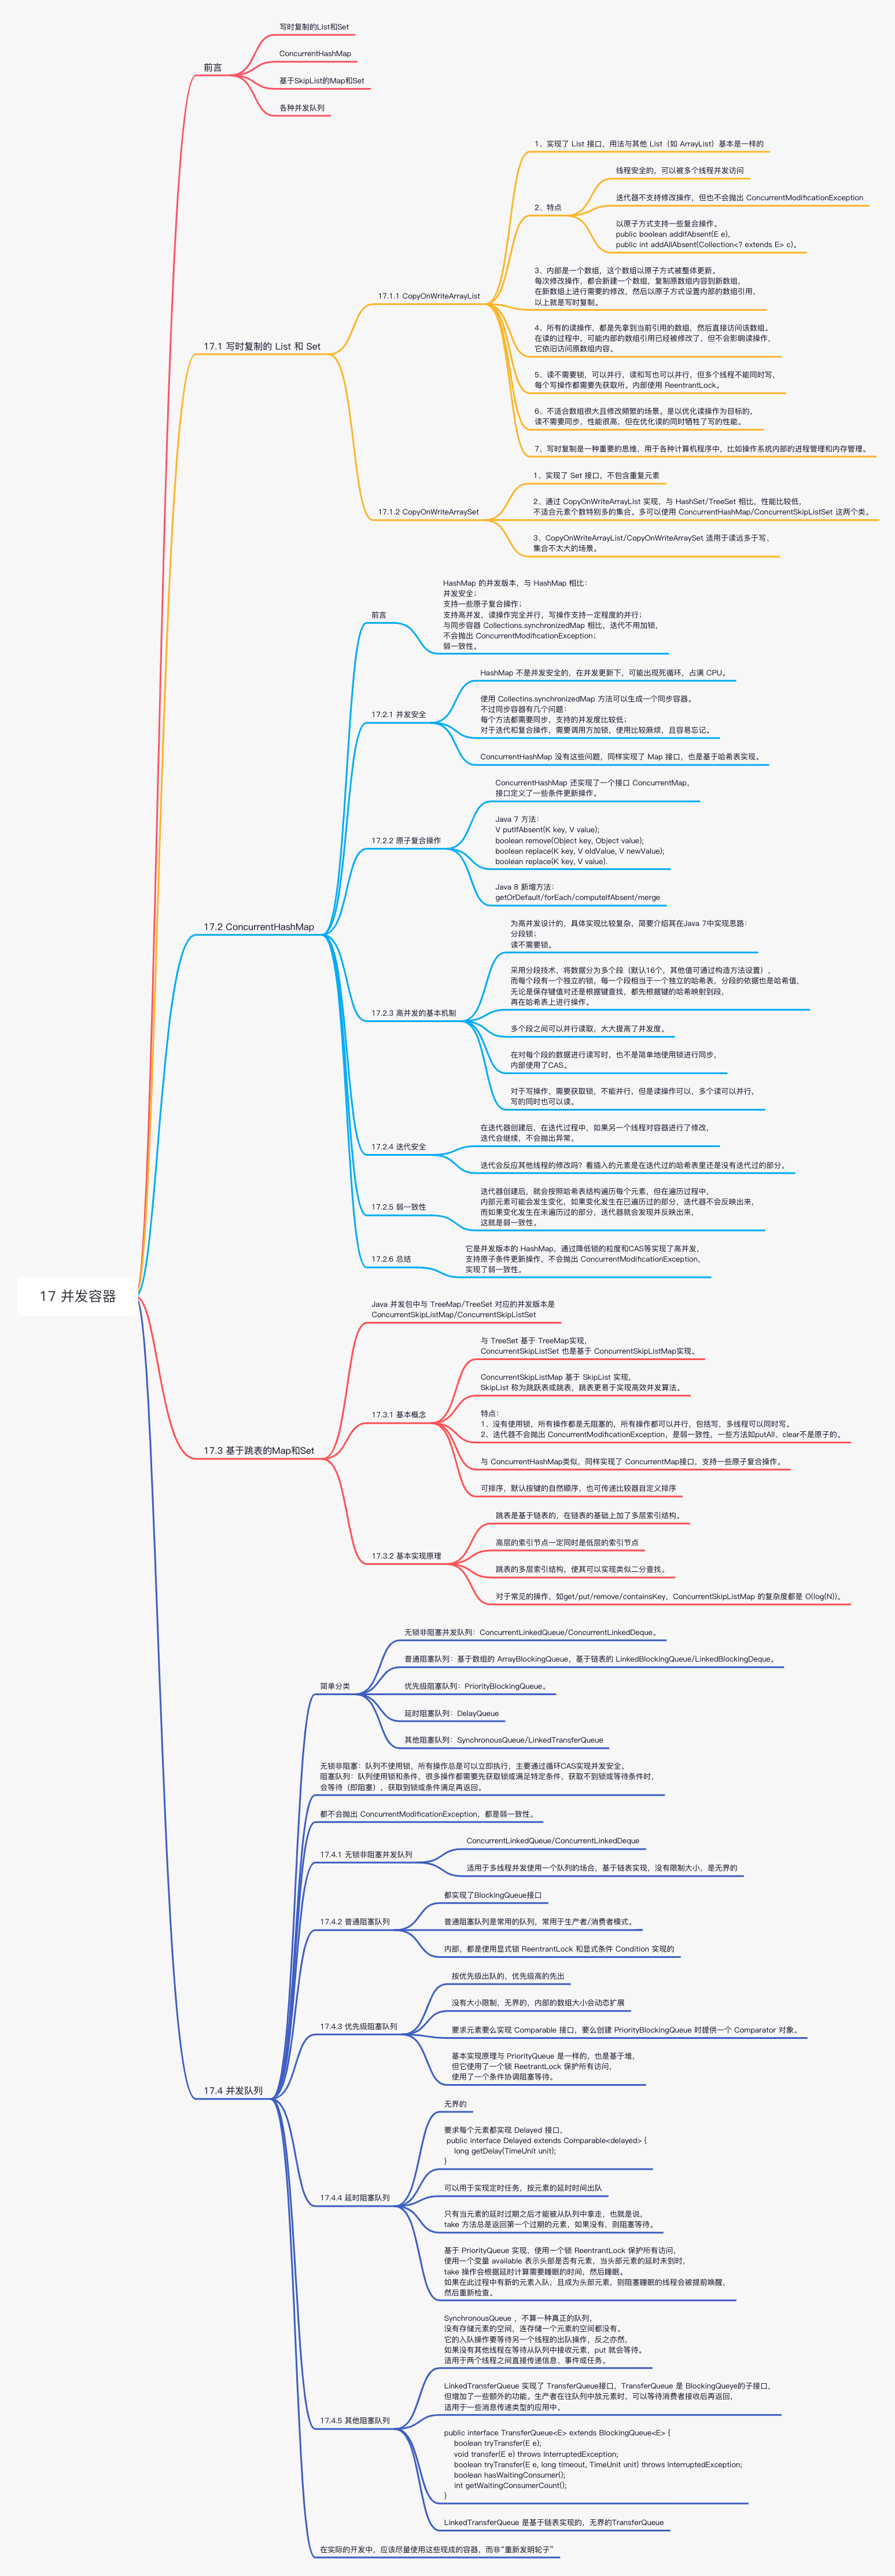 17 并发容器
前言
写时复制的List和Set
ConcurrentHashMap
基于SkipList的Map和Set
各种并发队列
17.1 写时复制的 List 和 Set
17.1.1 CopyOnWriteArrayList
1、实现了 List 接口，用法与其他 List（如 ArrayList）基本是一样的
2、特点
线程安全的，可以被多个线程并发访问
迭代器不支持修改操作，但也不会抛出 ConcurrentModificationException
以原子方式支持一些复合操作。
public boolean addIfAbsent(E e),
public int addAllAbsent(Collection<? extends E> c)。
3、内部是一个数组，这个数组以原子方式被整体更新。
每次修改操作，都会新建一个数组，复制原数组内容到新数组，
在新数组上进行需要的修改，然后以原子方式设置内部的数组引用，
以上就是写时复制。
4、所有的读操作，都是先拿到当前引用的数组，然后直接访问该数组。
在读的过程中，可能内部的数组引用已经被修改了，但不会影响读操作，
它依旧访问原数组内容。
5、读不需要锁，可以并行，读和写也可以并行，但多个线程不能同时写，
每个写操作都需要先获取所。内部使用 ReentrantLock。
6、不适合数组很大且修改频繁的场景。是以优化读操作为目标的，
读不需要同步，性能很高，但在优化读的同时牺牲了写的性能。
7、写时复制是一种重要的思维，用于各种计算机程序中，比如操作系统内部的进程管理和内存管理。
17.1.2 CopyOnWriteArraySet
1、实现了 Set 接口，不包含重复元素
2、通过 CopyOnWriteArrayList 实现，与 HashSet/TreeSet 相比，性能比较低，
不适合元素个数特别多的集合。多可以使用 ConcurrentHashMap/ConcurrentSkipListSet 这两个类。
3、CopyOnWriteArrayList/CopyOnWriteArraySet 适用于读远多于写、
集合不太大的场景。
17.2 ConcurrentHashMap
前言
HashMap 的并发版本，与 HashMap 相比：
并发安全；
支持一些原子复合操作；
支持高并发，读操作完全并行，写操作支持一定程度的并行；
与同步容器 Collections.synchronizedMap 相比，迭代不用加锁，
不会抛出 ConcurrentModificationException；
弱一致性。
17.2.1 并发安全
HashMap 不是并发安全的，在并发更新下，可能出现死循环，占满 CPU。
使用 Collectins.synchronizedMap 方法可以生成一个同步容器。
不过同步容器有几个问题：
每个方法都需要同步，支持的并发度比较低；
对于迭代和复合操作，需要调用方加锁，使用比较麻烦，且容易忘记。
ConcurrentHashMap 没有这些问题，同样实现了 Map 接口，也是基于哈希表实现。
17.2.2 原子复合操作
ConcurrentHashMap 还实现了一个接口 ConcurrentMap，
接口定义了一些条件更新操作。
Java 7 方法：
V putIfAbsent(K key, V value);
boolean remove(Object key, Object value);
boolean replace(K key, V oldValue, V newValue);
boolean replace(K key, V value).
Java 8 新增方法：
getOrDefault/forEach/computeIfAbsent/merge
17.2.3 高并发的基本机制
为高并发设计的，具体实现比较复杂，简要介绍其在Java 7中实现思路：
分段锁；
读不需要锁。
采用分段技术，将数据分为多个段（默认16个，其他值可通过构造方法设置），
而每个段有一个独立的锁，每一个段相当于一个独立的哈希表，分段的依据也是哈希值，
无论是保存键值对还是根据键查找，都先根据键的哈希映射到段，
再在哈希表上进行操作。
多个段之间可以并行读取，大大提高了并发度。
在对每个段的数据进行读写时，也不是简单地使用锁进行同步，
内部使用了CAS。
对于写操作，需要获取锁，不能并行，但是读操作可以，多个读可以并行，
写的同时也可以读。
17.2.4 迭代安全
在迭代器创建后，在迭代过程中，如果另一个线程对容器进行了修改，
迭代会继续，不会抛出异常。
迭代会反应其他线程的修改吗？看插入的元素是在迭代过的哈希表里还是没有迭代过的部分。
17.2.5 弱一致性
迭代器创建后，就会按照哈希表结构遍历每个元素，但在遍历过程中，
内部元素可能会发生变化，如果变化发生在已遍历过的部分，迭代器不会反映出来，
而如果变化发生在未遍历过的部分，迭代器就会发现并反映出来，
这就是弱一致性。
17.2.6 总结
它是并发版本的 HashMap，通过降低锁的粒度和CAS等实现了高并发，
支持原子条件更新操作，不会抛出 ConcurrentModificationException，
实现了弱一致性。
17.3 基于跳表的Map和Set
Java 并发包中与 TreeMap/TreeSet 对应的并发版本是
ConcurrentSkipListMap/ConcurrentSkipListSet
17.3.1 基本概念
与 TreeSet 基于 TreeMap实现，
ConcurrentSkipListSet 也是基于 ConcurrentSkipListMap实现。
ConcurrentSkipListMap 基于 SkipList 实现，
SkipList 称为跳跃表或跳表，跳表更易于实现高效并发算法。
特点：
1、没有使用锁，所有操作都是无阻塞的，所有操作都可以并行，包括写，多线程可以同时写。
2、迭代器不会抛出 ConcurrentModificationException，是弱一致性，一些方法如putAll、clear不是原子的。
与 ConcurrentHashMap类似，同样实现了 ConcurrentMap接口，支持一些原子复合操作。
可排序，默认按键的自然顺序，也可传递比较器自定义排序
17.3.2 基本实现原理
跳表是基于链表的，在链表的基础上加了多层索引结构。
高层的索引节点一定同时是低层的索引节点
跳表的多层索引结构，使其可以实现类似二分查找。
对于常见的操作，如get/put/remove/containsKey，ConcurrentSkipListMap 的复杂度都是 O(log(N))。
17.4 并发队列
简单分类
无锁非阻塞并发队列：ConcurrentLinkedQueue/ConcurrentLinkedDeque。
普通阻塞队列：基于数组的 ArrayBlockingQueue，基于链表的 LinkedBlockingQueue/LinkedBlockingDeque。
优先级阻塞队列：PriorityBlockingQueue。
延时阻塞队列：DelayQueue
其他阻塞队列：SynchronousQueue/LinkedTransferQueue
无锁非阻塞：队列不使用锁，所有操作总是可以立即执行，主要通过循环CAS实现并发安全。
阻塞队列：队列使用锁和条件，很多操作都需要先获取锁或满足特定条件，获取不到锁或等待条件时，
会等待（即阻塞），获取到锁或条件满足再返回。
都不会抛出 ConcurrentModificationException，都是弱一致性。
17.4.1 无锁非阻塞并发队列
ConcurrentLinkedQueue/ConcurrentLinkedDeque
适用于多线程并发使用一个队列的场合，基于链表实现，没有限制大小，是无界的
17.4.2 普通阻塞队列
都实现了BlockingQueue接口
普通阻塞队列是常用的队列，常用于生产者/消费者模式。
内部，都是使用显式锁 ReentrantLock 和显式条件 Condition 实现的
17.4.3 优先级阻塞队列
按优先级出队的，优先级高的先出
没有大小限制，无界的，内部的数组大小会动态扩展
要求元素要么实现 Comparable 接口，要么创建 PriorityBlockingQueue 时提供一个 Comparator 对象。
基本实现原理与 PriorityQueue 是一样的，也是基于堆，
但它使用了一个锁 ReetrantLock 保护所有访问，
使用了一个条件协调阻塞等待。
17.4.4 延时阻塞队列
无界的
要求每个元素都实现 Delayed 接口，
public interface Delayed extends Comparable<delayed> {
long getDelay(TimeUnit unit);
}
可以用于实现定时任务，按元素的延时时间出队
只有当元素的延时过期之后才能被从队列中拿走，也就是说，
take 方法总是返回第一个过期的元素，如果没有，则阻塞等待。
基于 PriorityQueue 实现，使用一个锁 ReentrantLock 保护所有访问，
使用一个变量 available 表示头部是否有元素，当头部元素的延时未到时，
take 操作会根据延时计算需要睡眠的时间，然后睡眠。
如果在此过程中有新的元素入队，且成为头部元素，则阻塞睡眠的线程会被提前唤醒，
然后重新检查。
17.4.5 其他阻塞队列
SynchronousQueue ，不算一种真正的队列，
没有存储元素的空间，连存储一个元素的空间都没有。
它的入队操作要等待另一个线程的出队操作，反之亦然，
如果没有其他线程在等待从队列中接收元素，put 就会等待。
适用于两个线程之间直接传递信息、事件或任务。
LinkedTransferQueue 实现了 TransferQueue接口，TransferQueue 是 BlockingQueye的子接口，
但增加了一些额外的功能。生产者在往队列中放元素时，可以等待消费者接收后再返回，
适用于一些消息传递类型的应用中。
public interface TransferQueue<E> extends BlockingQueue<E> {
boolean tryTransfer(E e);
void transfer(E e) throws InterruptedException;
boolean tryTransfer(E e, long timeout, TimeUnit unit) throws InterruptedException;
boolean hasWaitingConsumer();
int getWaitingConsumerCount();
}
LinkedTransferQueue 是基于链表实现的，无界的TransferQueue
在实际的开发中，应该尽量使用这些现成的容器，而非“重新发明轮子”